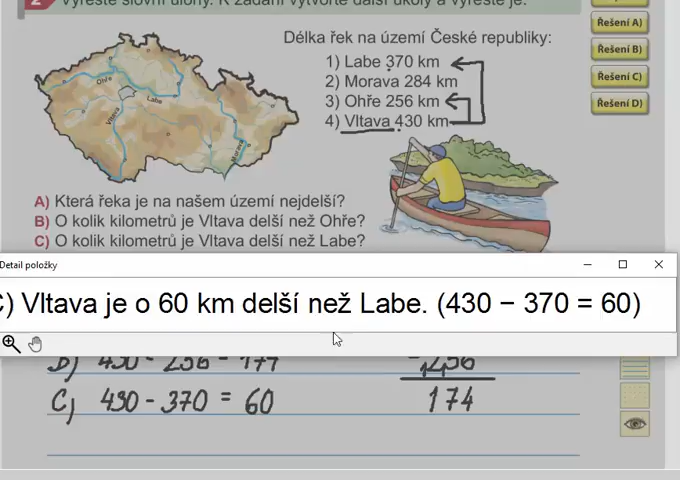 2 Vyřešte slovní úlohy. K zadání vytvořte další úkoly a vyřešte je.
Řešení A)
Řešení B)
Řešení C)
Řešení D)
Délka řek na území České republiky:
1) Labe 370 km
2) Morava 284 km
3) Ohře 256 km
4) Vltava 430 km
Ohře
Labe
Vltava
Morava
A) Která řeka je na našem území nejdelší?
B) O kolik kilometrů je Vltava delší než Ohře?
C) O kolik kilometrů je Vltava delší než Labe?
Detail položky
C) Vltava je o 60 km delší než Labe. (430 − 370 = 60)
B) 430 - 256 = 174
C) 430 - 370 = 60
- 256
174